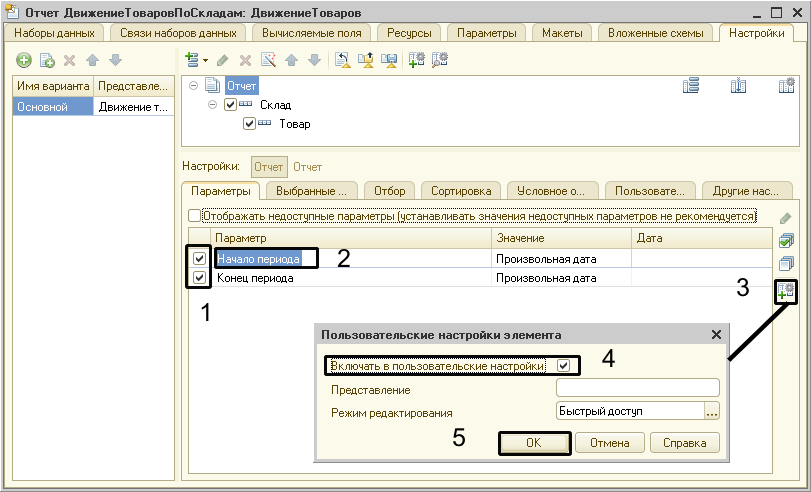 Отчет ДвижениеТоваровПоСкладам: ДвижениеТоваров
Наборы данных Связи наборов данных Вычисляемые поля Ресурсы Параметры Макеты Вложенные схемы Настройки
Имя варианта Представле...
Основной Движение т...
Отчет
Склад
Товар
Настройки: Отчет Отчет
Параметры Выбранные ... Отбор Сортировка Условное о... Пользовате... Другие нас...
Отображать недоступные параметры (устанавливать значения недоступных параметров не рекомендуется)
Параметр Значение Дата
Начало периода 2 Произвольная дата
Конец периода Произвольная дата
3
1
Пользовательские настройки элемента
Включать в пользовательские настройки 4
Представление
Режим редактирования Быстрый доступ ...
5 OK Отмена Справка